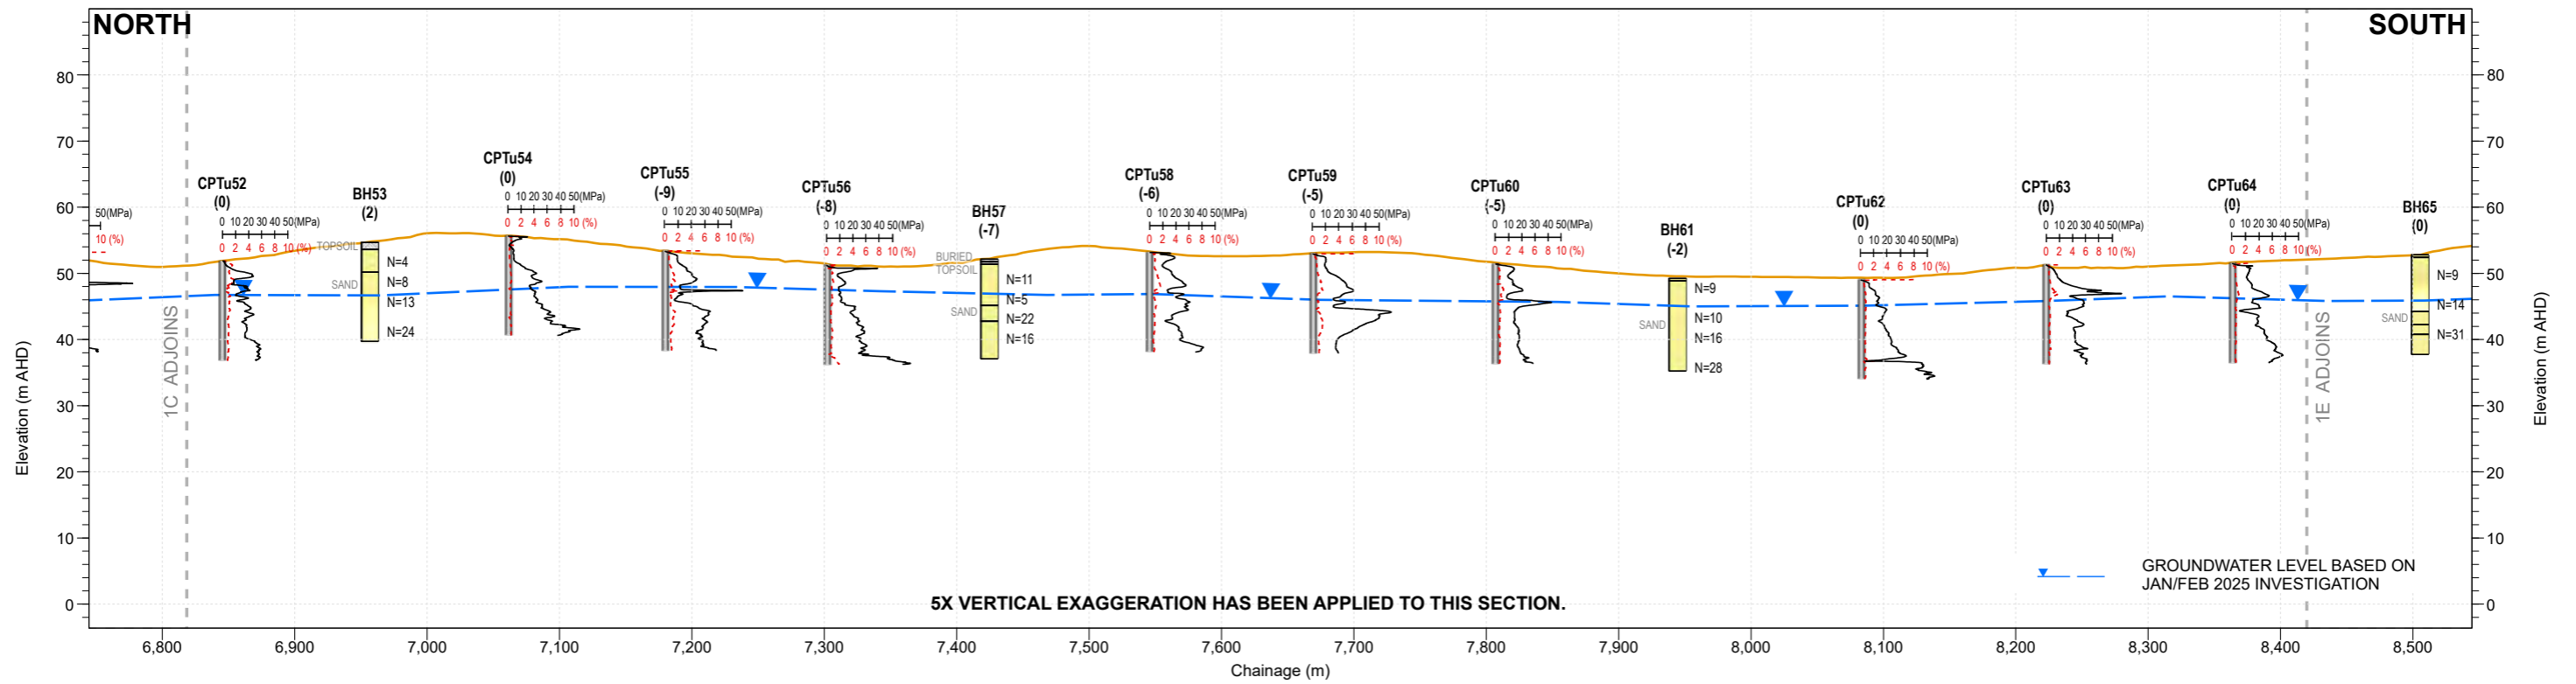 NORTH
SOUTH
80
80
70
70
60
60
50
50
40
40
30
30
20
20
10
10
0
0
Elevation (m AHD)
Elevation (m AHD)
50(MPa)
10 (%)
1C ADJOINS
CPTu52
(0)
0 10 20 30 40 50(MPa)
0 2 4 6 8 10 (%)
BH53
(2)
TOPSOIL
SAND
N=4
N=8
N=13
N=24
CPTu54
(0)
0 10 20 30 40 50(MPa)
0 2 4 6 8 10 (%)
CPTu55
(-9)
0 10 20 30 40 50(MPa)
0 2 4 6 8 10 (%)
CPTu56
(-8)
0 10 20 30 40 50(MPa)
0 2 4 6 8 10 (%)
BH57
(-7)
BURIED
TOPSOIL
SAND
N=11
N=5
N=22
N=16
CPTu58
(-6)
0 10 20 30 40 50(MPa)
0 2 4 6 8 10 (%)
CPTu59
(-5)
0 10 20 30 40 50(MPa)
0 2 4 6 8 10 (%)
CPTu60
(-5)
0 10 20 30 40 50(MPa)
0 2 4 6 8 10 (%)
BH61
(-2)
SAND
N=9
N=10
N=16
N=28
CPTu62
(0)
0 10 20 30 40 50(MPa)
0 2 4 6 8 10 (%)
CPTu63
(0)
0 10 20 30 40 50(MPa)
0 2 4 6 8 10 (%)
CPTu64
(0)
0 10 20 30 40 50(MPa)
0 2 4 6 8 10 (%)
1E ADJOINS
BH65
(0)
SAND
N=9
N=14
N=31
GROUNDWATER LEVEL BASED ON
JAN/FEB 2025 INVESTIGATION
5X VERTICAL EXAGGERATION HAS BEEN APPLIED TO THIS SECTION.
6,800 6,900 7,000 7,100 7,200 7,300 7,400 7,500 7,600 7,700 7,800 7,900 8,000 8,100 8,200 8,300 8,400 8,500
Chainage (m)